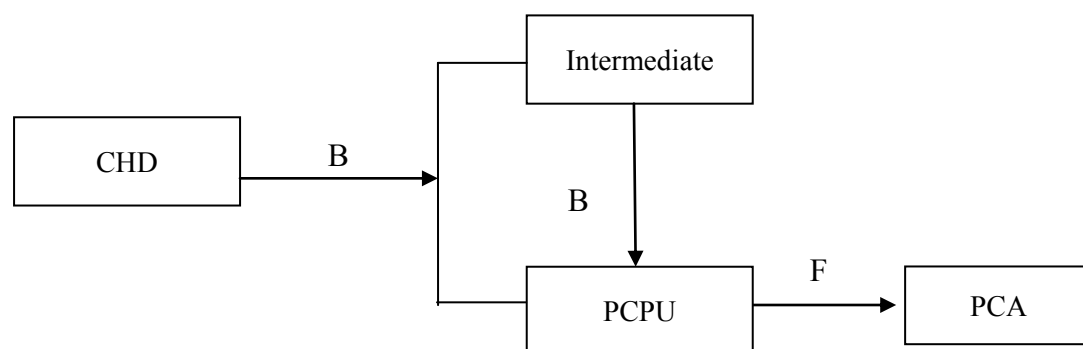 Intermediate
CHD
B
B
PCPU
F
PCA